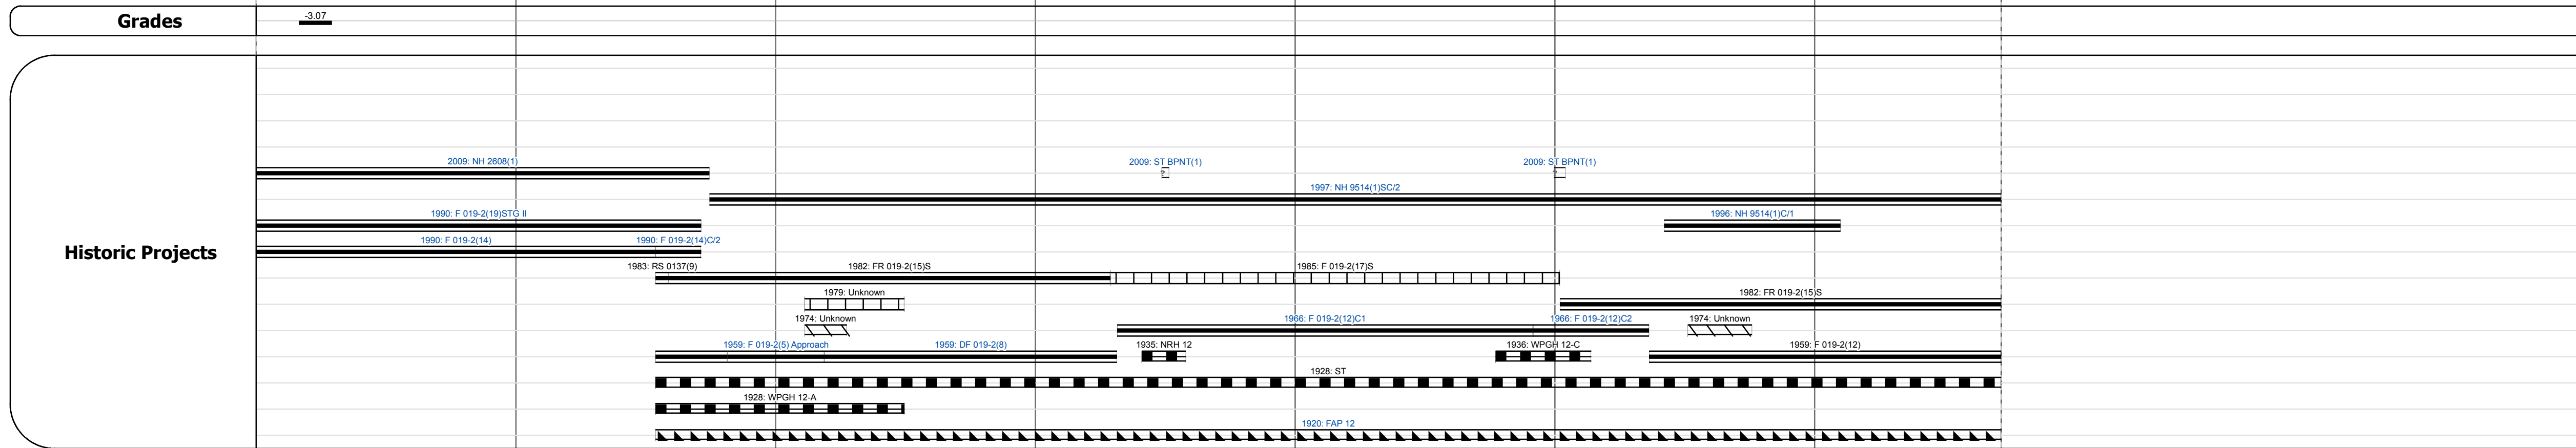 Grades
-3.07
Historic Projects
2009: NH 2608(1)
2009: ST BPNT(1)
2009: ST BPNT(1)
?
?
1997: NH 9514(1)SC/2
1990: F 019-2(19)STG II
1996: NH 9514(1)C/1
1990: F 019-2(14)
1990: F 019-2(14)C/2
1983: RS 0137(9)
1982: FR 019-2(15)S
1985: F 019-2(17)S
1979: Unknown
1982: FR 019-2(15)S
1974: Unknown
1966: F 019-2(12)C1
1966: F 019-2(12)C2
1974: Unknown
1959: F 019-2(5) Approach
1959: DF 019-2(8)
1935: NRH 12
1936: WPGH 12-C
1959: F 019-2(12)
1928: ST
1928: WPGH 12-A
1920: FAP 12